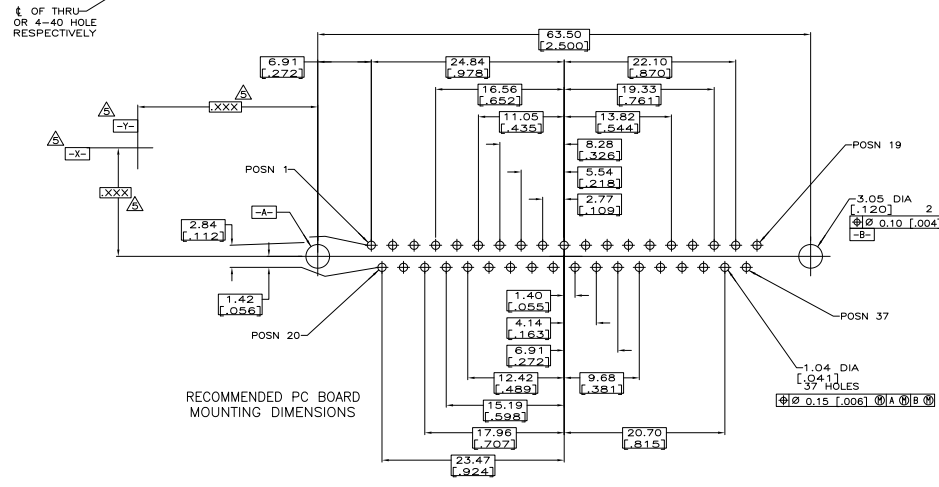 ℄ OF THRU
OR 4-40 HOLE
RESPECTIVELY
63.50
[2.500]
6.91
[.272]
24.84
[.978]
22.10
[.870]
16.56
[.652]
19.33
[.761]
.XXX
5
11.05
[.435]
13.82
[.544]
5
-Y-
5
-X-
8.28
[.326]
POSN 19
5.54
[.218]
POSN 1
.XXX
5
2.77
[.109]
3.05 DIA
[.120] 2
⌖ Ø 0.10 [.004]
-B-
-A-
2.84
[.112]
1.42
[.056]
1.40
[.055]
POSN 37
POSN 20
4.14
[.163]
6.91
[.272]
1.04 DIA
[.041]
37 HOLES
⌖ Ø 0.15 [.006] Ⓜ A Ⓜ B Ⓜ
12.42
[.489]
9.68
[.381]
RECOMMENDED PC BOARD
MOUNTING DIMENSIONS
15.19
[.598]
17.96
[.707]
20.70
[.815]
23.47
[.924]